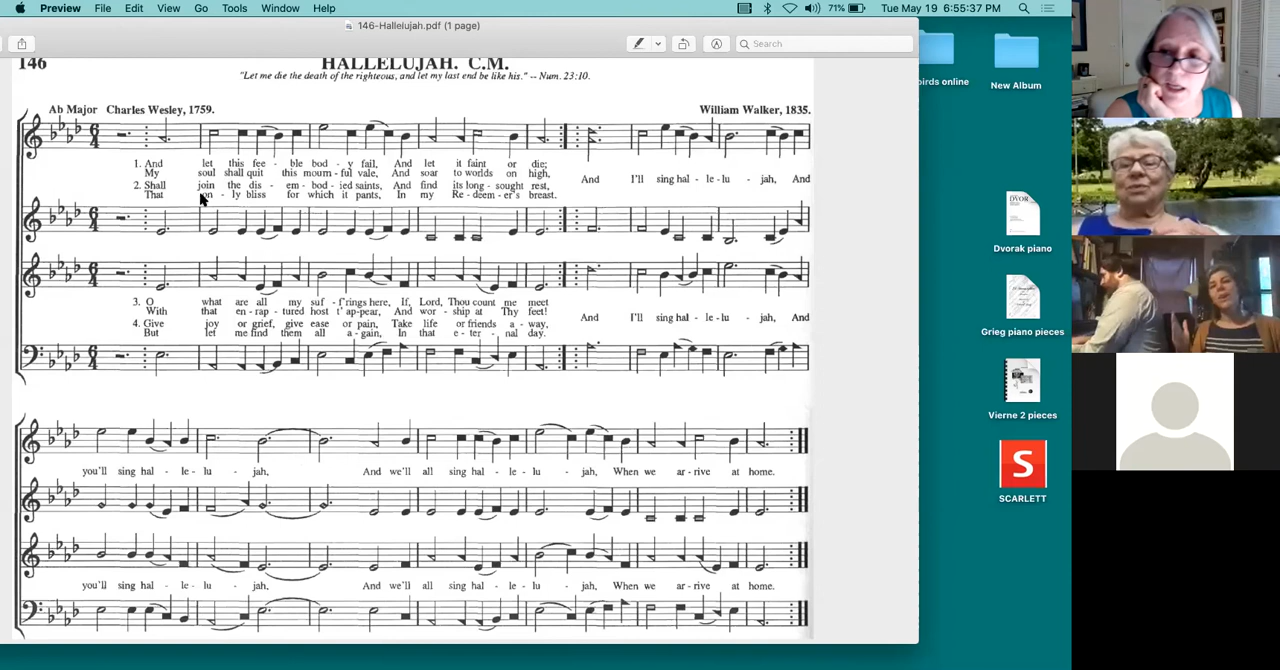 Preview File Edit View Go Tools Window Help
71% Tue May 19 6:55:37 PM
146-Hallelujah.pdf (1 page)
Search
146 HALLELUJAH. C.M.
"Let me die the death of the righteous, and let my last end be like his." -- Num. 23:10.
Ab Major Charles Wesley, 1759. William Walker, 1835.
6 4
1. And let this fee - ble bod - y fail, And let it faint or die;
My soul shall quit this mourn - ful vale, And soar to worlds on high,
And I'll sing hal - le - lu - jah, And
2. Shall join the dis - em - bod - ied saints, And find its long - sought rest,
That on - ly bliss for which it pants, In my Re - deem - er's breast.
6 4
6 4
3. O what are all my suf - f'rings here, If, Lord, Thou count me meet
With that en - rap - tured host t' ap - pear, And wor - ship at Thy feet!
And I'll sing hal - le - lu - jah, And
4. Give joy or grief, give ease or pain, Take life or friends a - way,
But let me find them all a - gain, In that e - ter - nal day.
6 4
you'll sing hal - le - lu - jah, And we'll all sing hal - le - lu - jah, When we ar - rive at home.
you'll sing hal - le - lu - jah, And we'll all sing hal - le - lu - jah, When we ar - rive at home.
birds online
New Album
DVOR
Dvorak piano
Grieg piano pieces
Vierne 2 pieces
S
SCARLETT